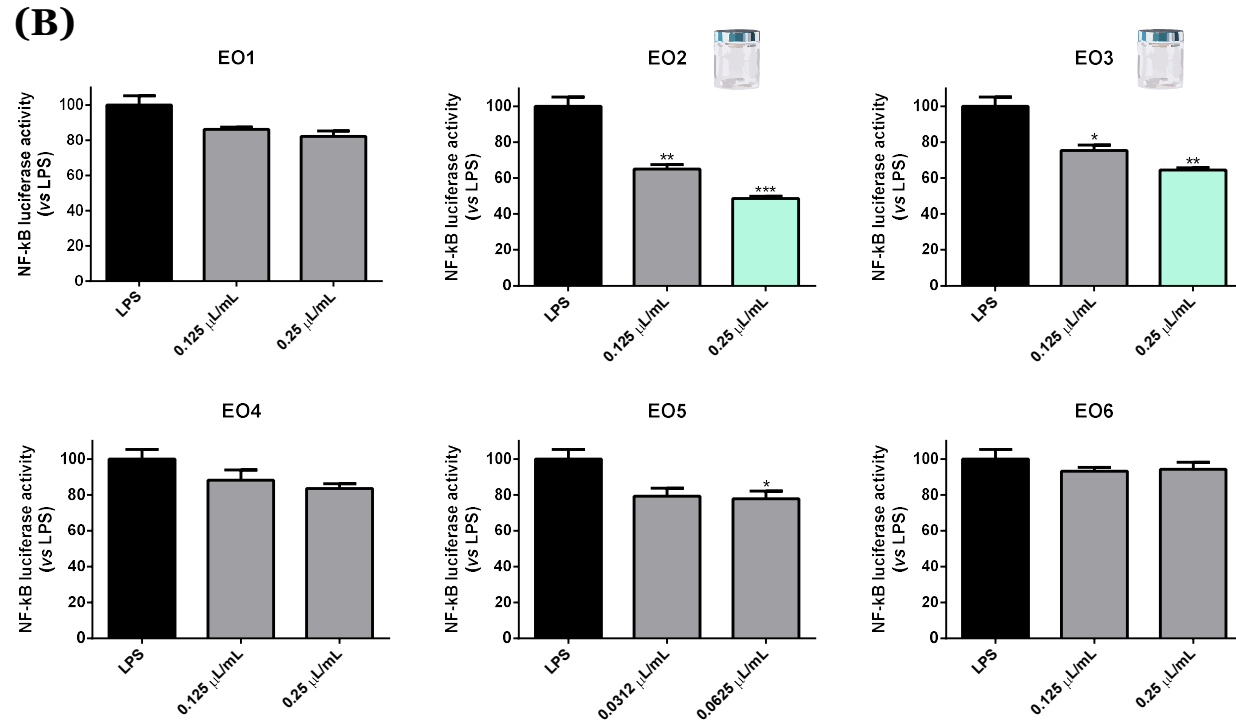 (B)
EO1
NF-kB luciferase activity
(vs LPS)
100
80
60
40
20
0
LPS
0.125 µL/mL
0.25 µL/mL
EO2
NF-kB luciferase activity
(vs LPS)
100
80
60
40
20
0
**
***
LPS
0.125 µL/mL
0.25 µL/mL
EO3
NF-kB luciferase activity
(vs LPS)
100
80
60
40
20
0
*
**
LPS
0.125 µL/mL
0.25 µL/mL
EO4
NF-kB luciferase activity
(vs LPS)
100
80
60
40
20
0
LPS
0.125 µL/mL
0.25 µL/mL
EO5
NF-kB luciferase activity
(vs LPS)
100
80
60
40
20
0
*
LPS
0.0312 µL/mL
0.0625 µL/mL
EO6
NF-kB luciferase activity
(vs LPS)
100
80
60
40
20
0
LPS
0.125 µL/mL
0.25 µL/mL